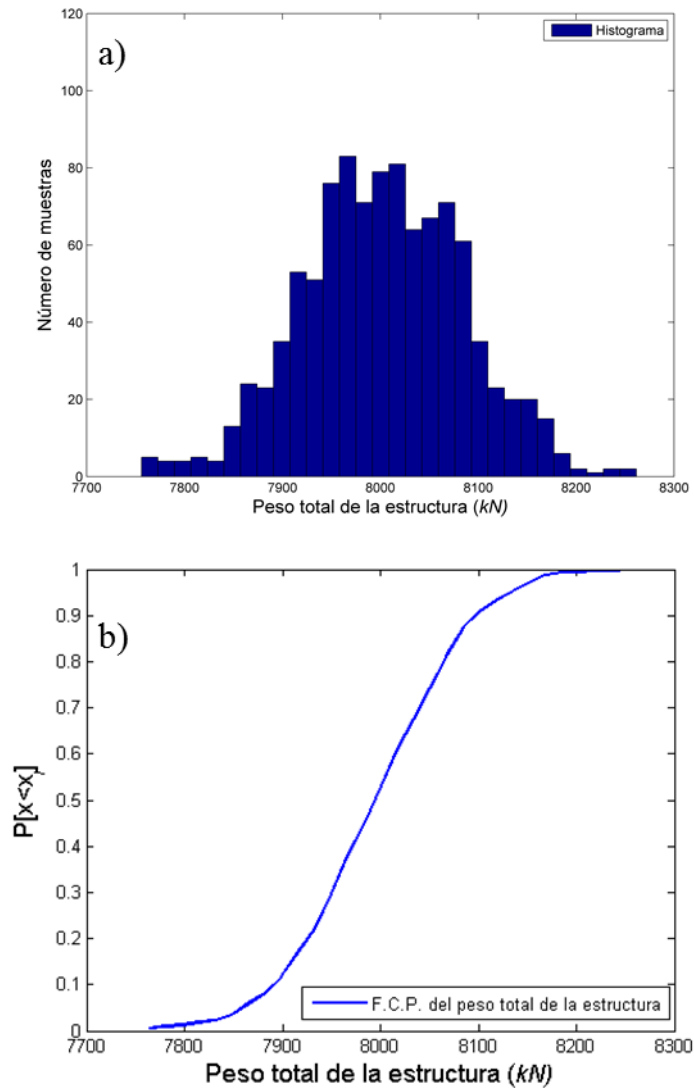 120
a)
Histograma
100
80
60
40
20
0
Número de muestras
7700 7800 7900 8000 8100 8200 8300
Peso total de la estructura (kN)
1
0.9
b)
0.8
0.7
0.6
0.5
0.4
0.3
0.2
0.1
0
P[x<x
F.C.P. del peso total de la estructura
7700 7800 7900 8000 8100 8200 8300
Peso total de la estructura (kN)